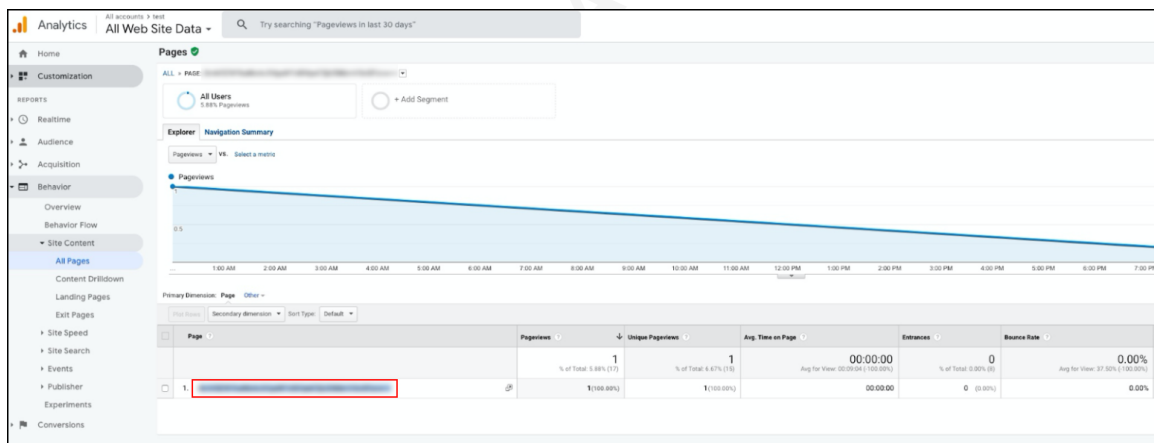 Analytics
All accounts > test
All Web Site Data
Try searching "Pageviews in last 30 days"
Home
Customization
REPORTS
Realtime
Audience
Acquisition
Behavior
Overview
Behavior Flow
Site Content
All Pages
Content Drilldown
Landing Pages
Exit Pages
Site Speed
Site Search
Events
Publisher
Experiments
Conversions
Pages
ALL » PAGE:
All Users
5.88% Pageviews
+ Add Segment
Explorer Navigation Summary
Pageviews VS. Select a metric
Pageviews
1
0.5
... 1:00 AM 2:00 AM 3:00 AM 4:00 AM 5:00 AM 6:00 AM 7:00 AM 8:00 AM 9:00 AM 10:00 AM 11:00 AM 12:00 PM 1:00 PM 2:00 PM 3:00 PM 4:00 PM 5:00 PM 6:00 PM 7:00 P
Primary Dimension: Page Other
Plot Rows Secondary dimension Sort Type: Default
Page Pageviews Unique Pageviews Avg. Time on Page Entrances Bounce Rate
1 1 00:00:00 0 0.00%
% of Total: 5.88% (17) % of Total: 6.67% (15) Avg for View: 00:09:04 (-100.00%) % of Total: 0.00% (8) Avg for View: 37.50% (-100.00%)
1. 1(100.00%) 1(100.00%) 00:00:00 0 (0.00%) 0.00%